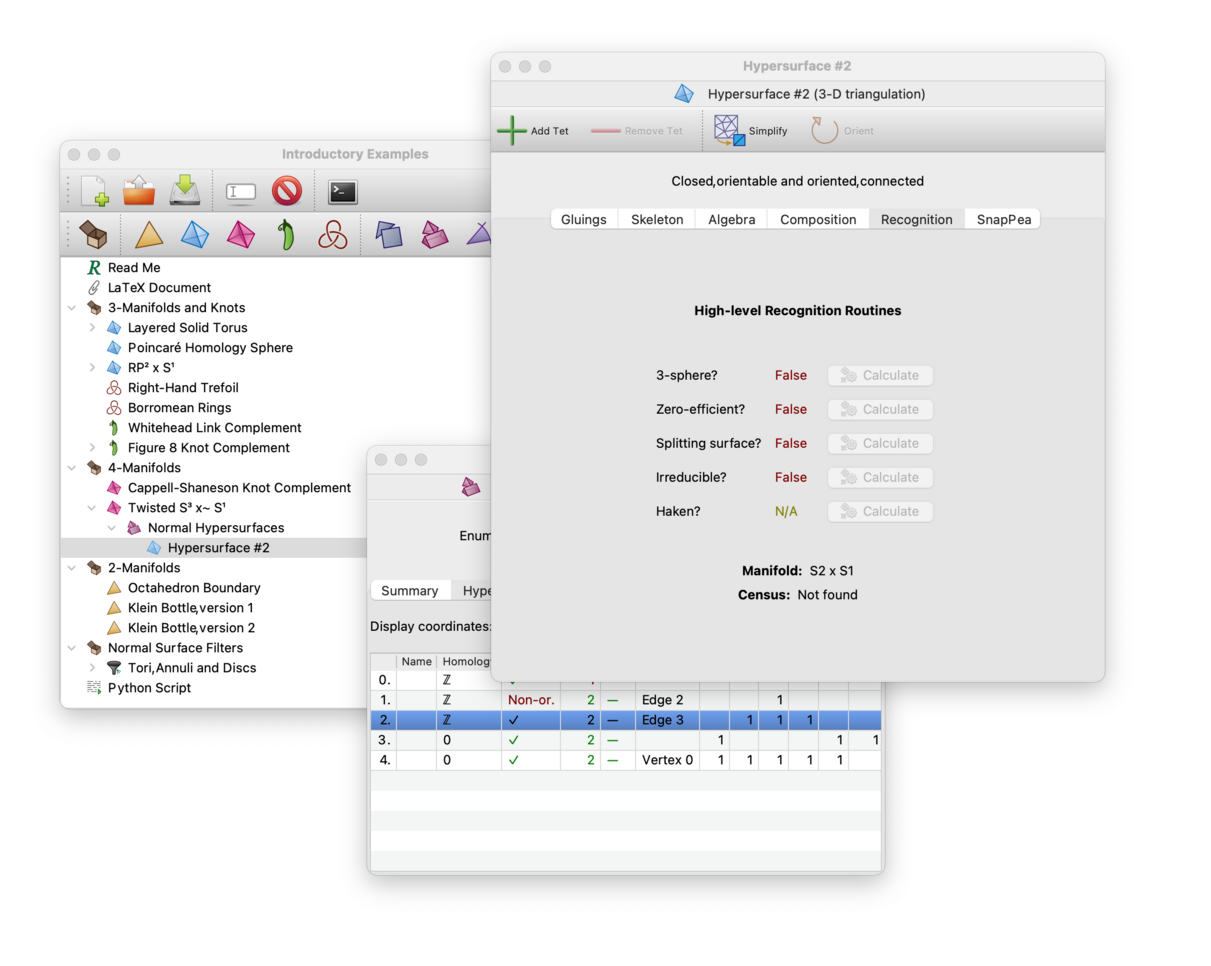 Hypersurface #2
Hypersurface #2 (3-D triangulation)
Add Tet
Remove Tet
Simplify
Orient
Closed,orientable and oriented,connected
Gluings
Skeleton
Algebra
Composition
Recognition
SnapPea
High-level Recognition Routines
3-sphere? False Calculate
Zero-efficient? False Calculate
Splitting surface? False Calculate
Irreducible? False Calculate
Haken? N/A Calculate
Manifold: S2 x S1
Census: Not found
Introductory Examples
R Read Me
LaTeX Document
3-Manifolds and Knots
Layered Solid Torus
Poincaré Homology Sphere
RP² x S¹
Right-Hand Trefoil
Borromean Rings
Whitehead Link Complement
Figure 8 Knot Complement
4-Manifolds
Cappell-Shaneson Knot Complement
Twisted S³ x~ S¹
Normal Hypersurfaces
Hypersurface #2
2-Manifolds
Octahedron Boundary
Klein Bottle,version 1
Klein Bottle,version 2
Normal Surface Filters
Tori,Annuli and Discs
Python Script
Enum
Summary
Hype
Display coordinates:
Name Homolog
0. ℤ
1. ℤ Non-or. 2 — Edge 2 1
2. ℤ ✓ 2 — Edge 3 1 1 1
3. 0 ✓ 2 — 1 1 1
4. 0 ✓ 2 — Vertex 0 1 1 1 1 1